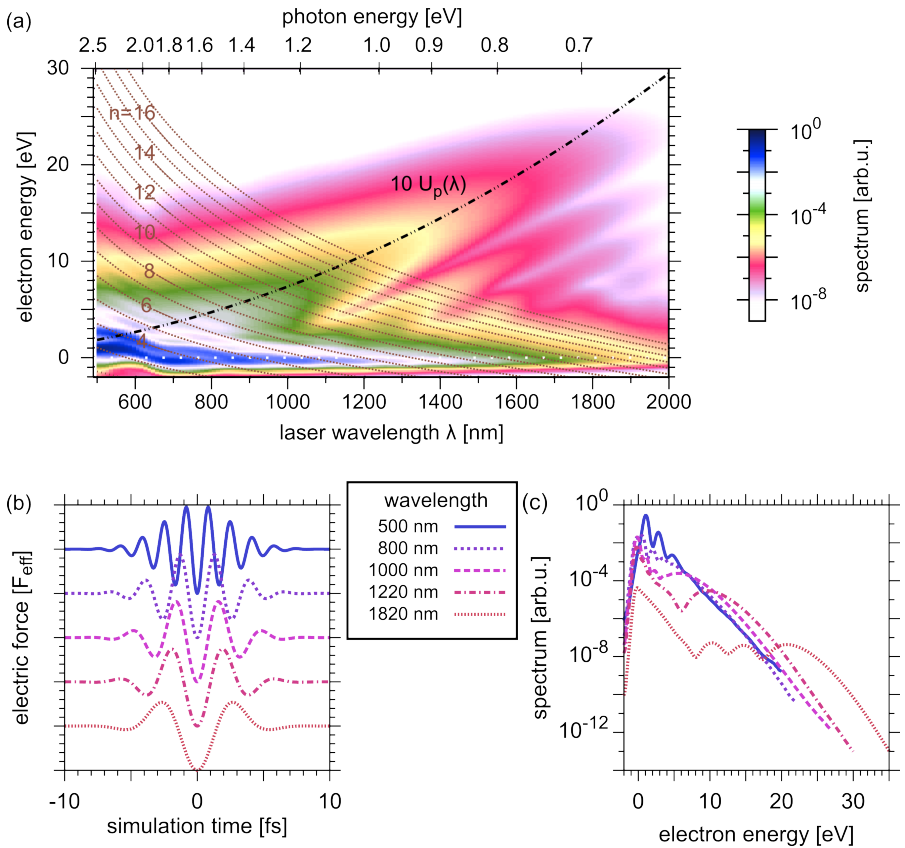 (a)
photon energy [eV]
2.5 2.0 1.8 1.6 1.4 1.2 1.0 0.9 0.8 0.7
30
20
10
0
electron energy [eV]
n=16
14
12
10
8
6
4
10 Up(λ)
600 800 1000 1200 1400 1600 1800 2000
laser wavelength λ [nm]
10^0
10^-4
10^-8
spectrum [arb.u.]
(b)
electric force [Feff]
-10 0 10
simulation time [fs]
wavelength
500 nm
800 nm
1000 nm
1220 nm
1820 nm
(c)
10^0
10^-4
10^-8
10^-12
spectrum [arb.u.]
0 10 20 30
electron energy [eV]